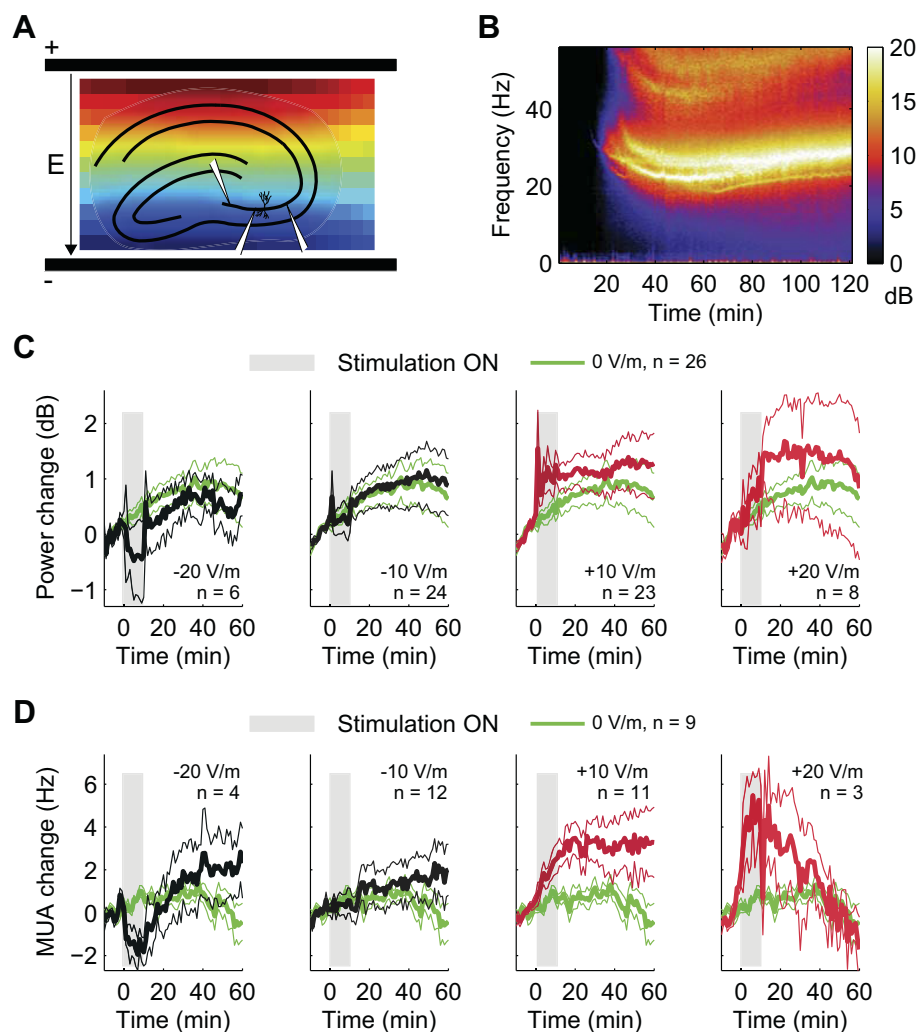 A
+
E
-
B
Frequency (Hz)
40
20
0
20 40 60 80 100 120
Time (min)
20
15
10
5
0
dB
C
Stimulation ON
0 V/m, n = 26
Power change (dB)
2
1
0
−1
-20 V/m
n = 6
0 20 40 60
Time (min)
-10 V/m
n = 24
0 20 40 60
Time (min)
+10 V/m
n = 23
0 20 40 60
Time (min)
+20 V/m
n = 8
0 20 40 60
Time (min)
D
Stimulation ON
0 V/m, n = 9
MUA change (Hz)
6
4
2
0
−2
-20 V/m
n = 4
0 20 40 60
Time (min)
-10 V/m
n = 12
0 20 40 60
Time (min)
+10 V/m
n = 11
0 20 40 60
Time (min)
+20 V/m
n = 3
0 20 40 60
Time (min)